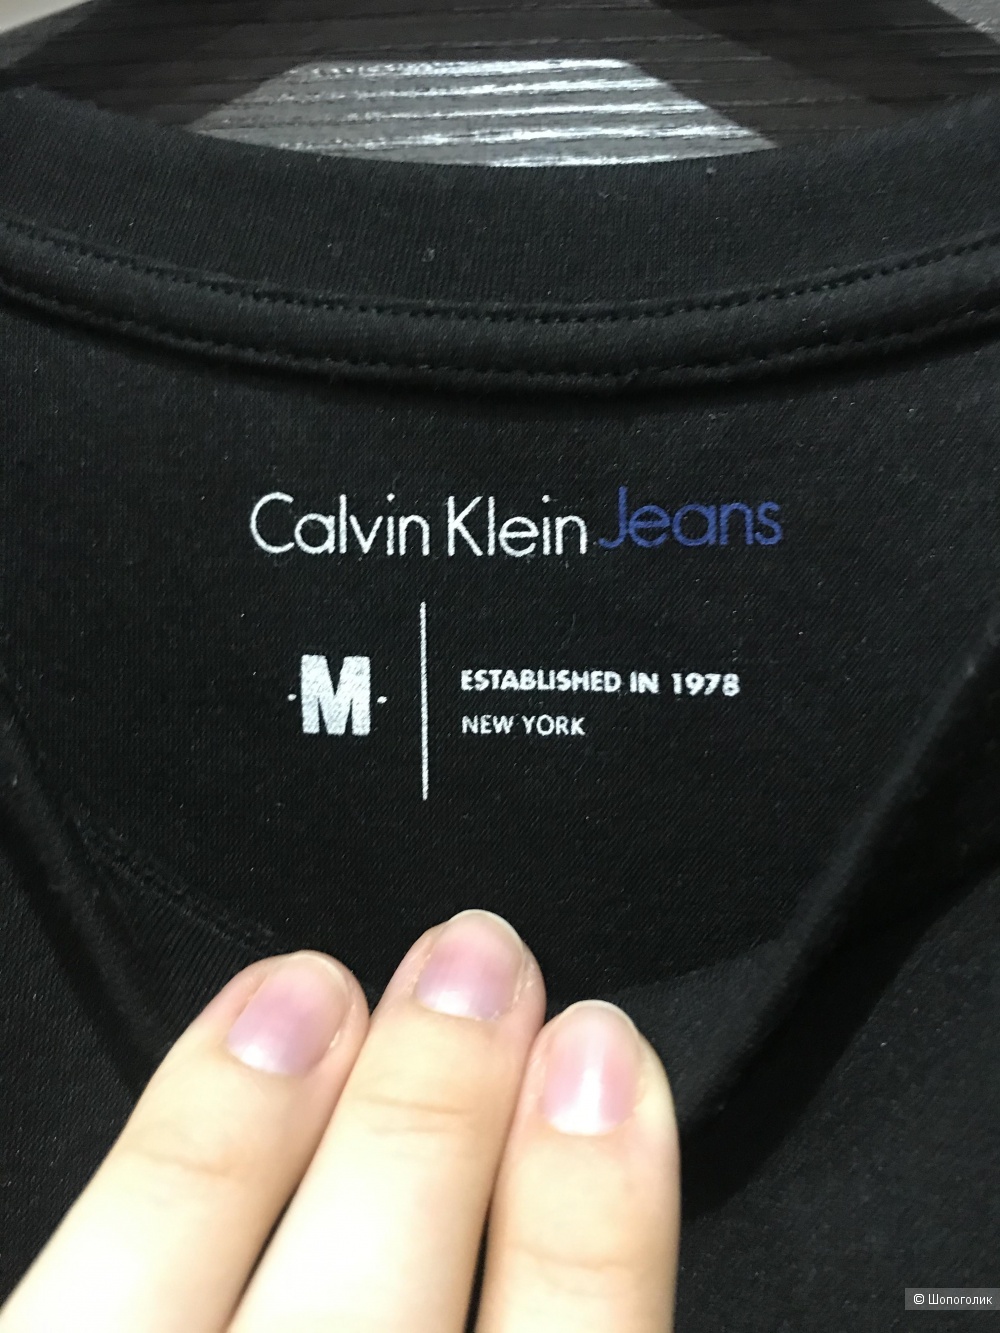 Calvin Klein Jeans
·M·
ESTABLISHED IN 1978
NEW YORK
© Шопоголик